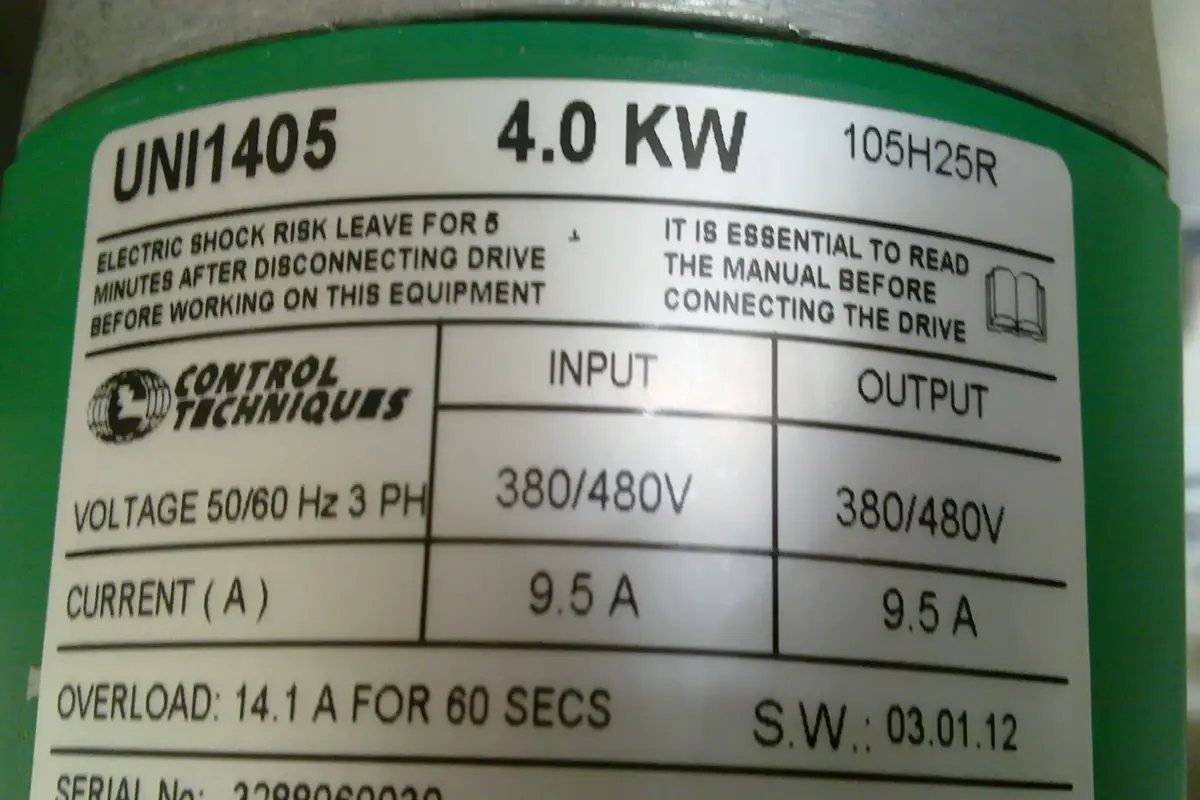 UNI1405 4.0 KW 105H25R
ELECTRIC SHOCK RISK LEAVE FOR 5
MINUTES AFTER DISCONNECTING DRIVE
BEFORE WORKING ON THIS EQUIPMENT
IT IS ESSENTIAL TO READ
THE MANUAL BEFORE
CONNECTING THE DRIVE
CONTROL
TECHNIQUES
INPUT OUTPUT
VOLTAGE 50/60 Hz 3 PH 380/480V 380/480V
CURRENT ( A ) 9.5 A 9.5 A
OVERLOAD: 14.1 A FOR 60 SECS S.W.: 03.01.12
SERIAL No: